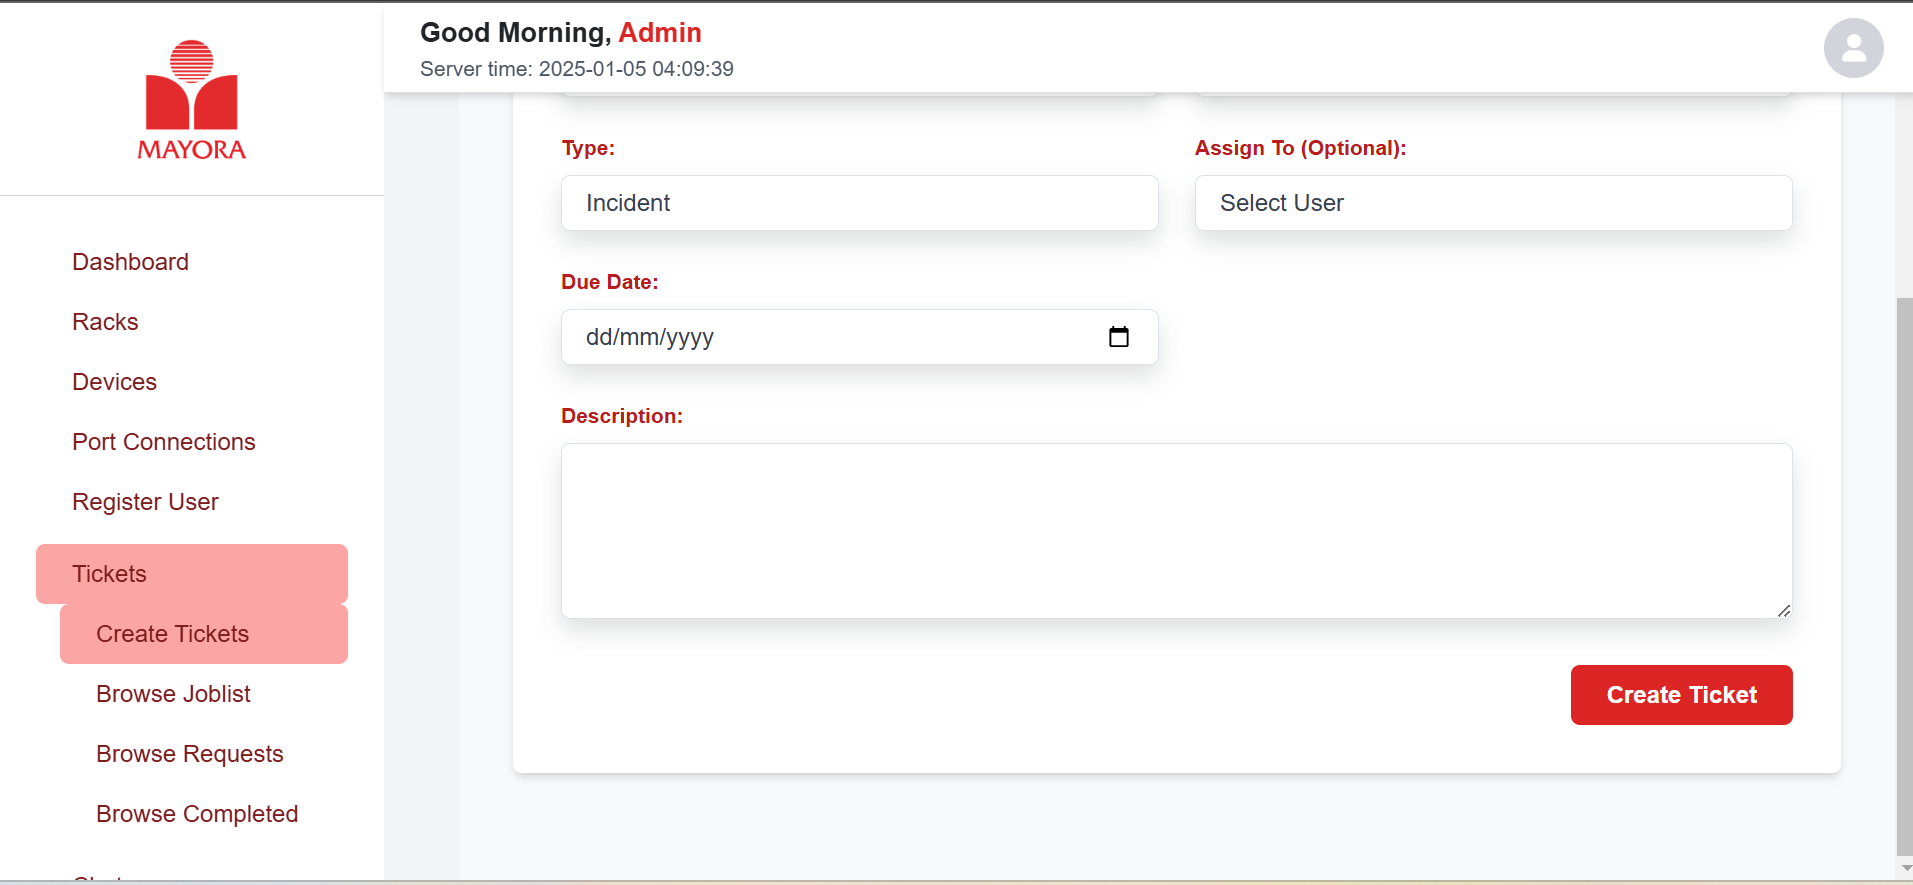 MAYORA
Dashboard
Racks
Devices
Port Connections
Register User
Tickets
Create Tickets
Browse Joblist
Browse Requests
Browse Completed
Good Morning, Admin
Server time: 2025-01-05 04:09:39
Type:
Assign To (Optional):
Incident
Select User
Due Date:
dd/mm/yyyy
Description:
Create Ticket